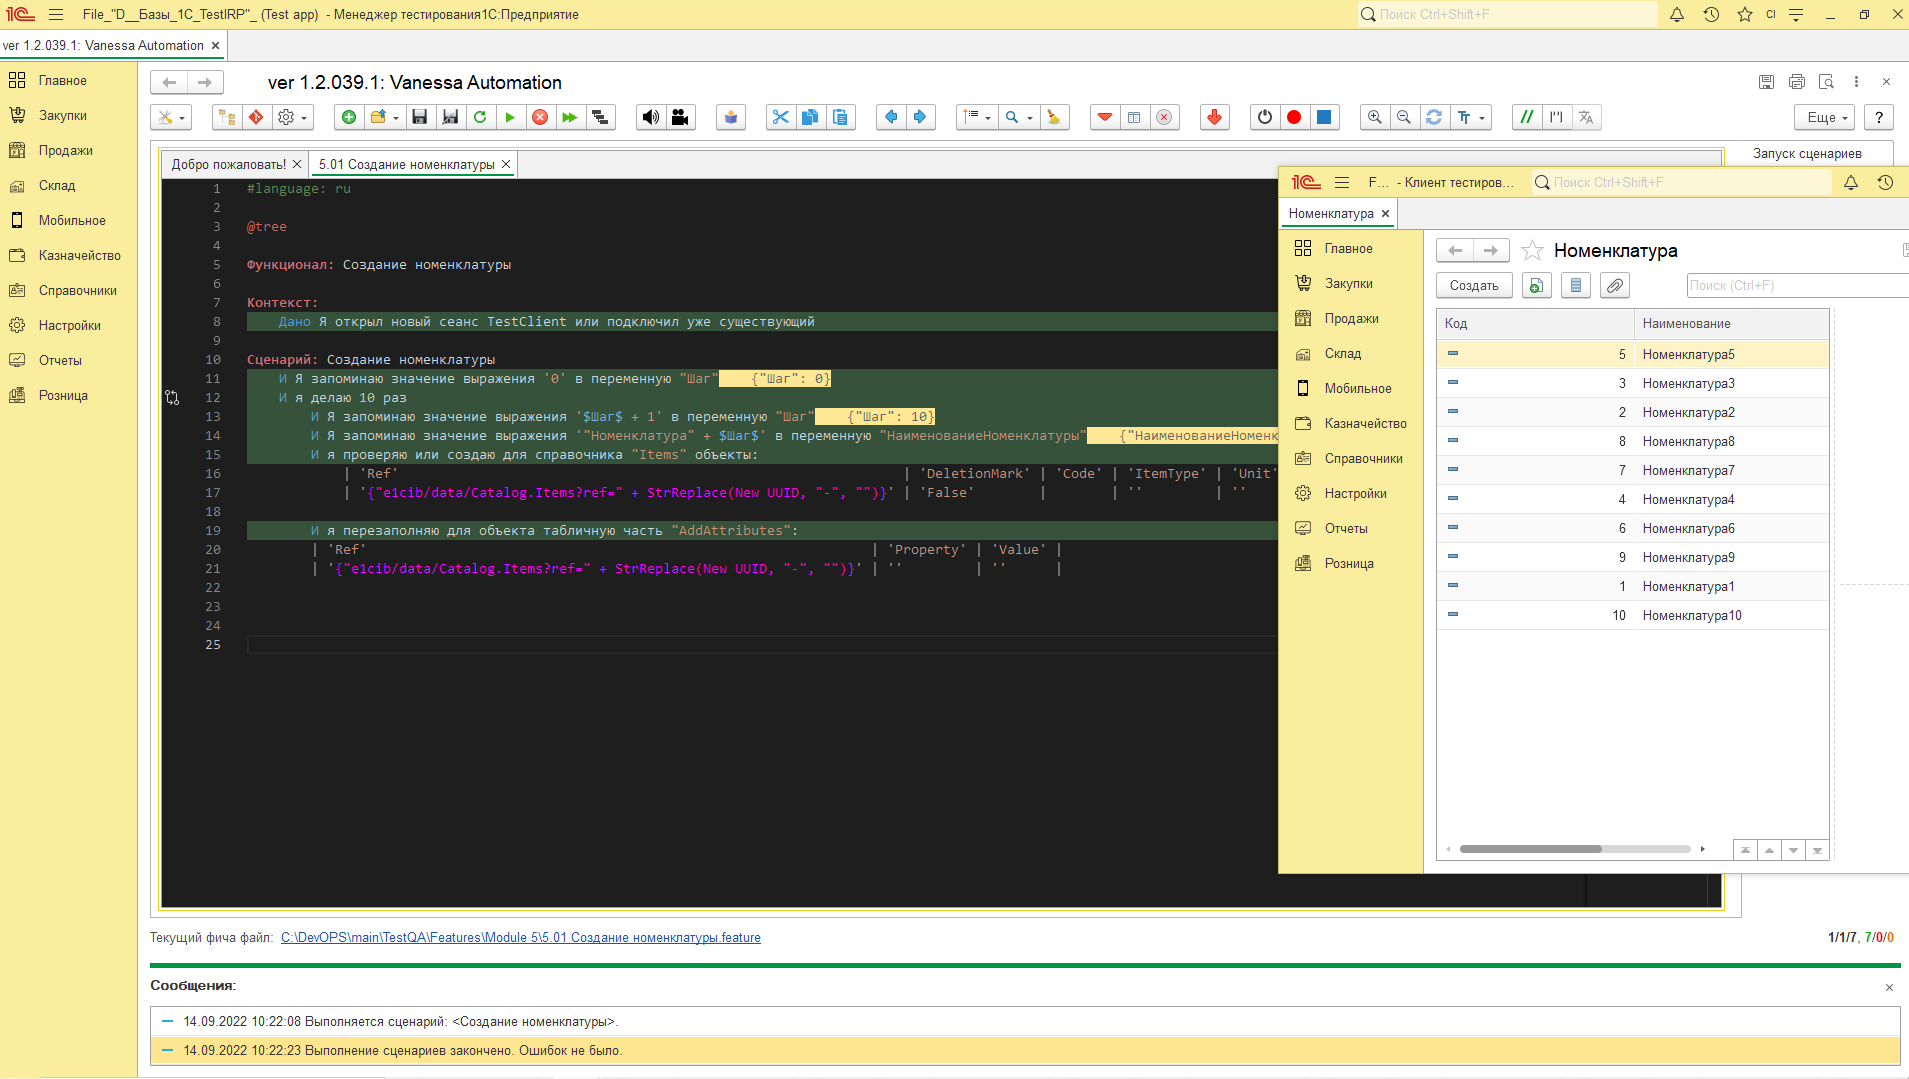 File_"D__Базы_1C_TestIRP"_ (Test app) - Менеджер тестирования1С:Предприятие
Поиск Ctrl+Shift+F
CI
ver 1.2.039.1: Vanessa Automation
Главное
Закупки
Продажи
Склад
Мобильное
Казначейство
Справочники
Настройки
Отчеты
Розница
ver 1.2.039.1: Vanessa Automation
Еще
?
Запуск сценариев
Добро пожаловать!
5.01 Создание номенклатуры
1 #language: ru
2
3 @tree
4
5 Функционал: Создание номенклатуры
6
7 Контекст:
8 Дано Я открыл новый сеанс TestClient или подключил уже существующий
9
10 Сценарий: Создание номенклатуры
11 И Я запоминаю значение выражения '0' в переменную "Шаг" {"Шаг": 0}
12 И я делаю 10 раз
13 И Я запоминаю значение выражения '$Шаг$ + 1' в переменную "Шаг" {"Шаг": 10}
14 И Я запоминаю значение выражения '"Номенклатура" + $Шаг$' в переменную "НаименованиеНоменклатуры" {"НаименованиеНоменк
15 И я проверяю или создаю для справочника "Items" объекты:
16 | 'Ref' | 'DeletionMark' | 'Code' | 'ItemType' | 'Unit'
17 | '{"e1cib/data/Catalog.Items?ref=" + StrReplace(New UUID, "-", "")}' | 'False' | | '' | ''
18
19 И я перезаполняю для объекта табличную часть "AddAttributes":
20 | 'Ref' | 'Property' | 'Value' |
21 | '{"e1cib/data/Catalog.Items?ref=" + StrReplace(New UUID, "-", "")}' | '' | '' |
22
23
24
25
F... - Клиент тестиров...
Поиск Ctrl+Shift+F
Номенклатура
Главное
Закупки
Продажи
Склад
Мобильное
Казначейство
Справочники
Настройки
Отчеты
Розница
Номенклатура
Создать
Поиск (Ctrl+F)
Код Наименование
5 Номенклатура5
3 Номенклатура3
2 Номенклатура2
8 Номенклатура8
7 Номенклатура7
4 Номенклатура4
6 Номенклатура6
9 Номенклатура9
1 Номенклатура1
10 Номенклатура10
Текущий фича файл: C:\DevOPS\main\TestQA\Features\Module 5\5.01 Создание номенклатуры.feature
1/1/7, 7/0/0
Сообщения:
14.09.2022 10:22:08 Выполняется сценарий: <Создание номенклатуры>.
14.09.2022 10:22:23 Выполнение сценариев закончено. Ошибок не было.